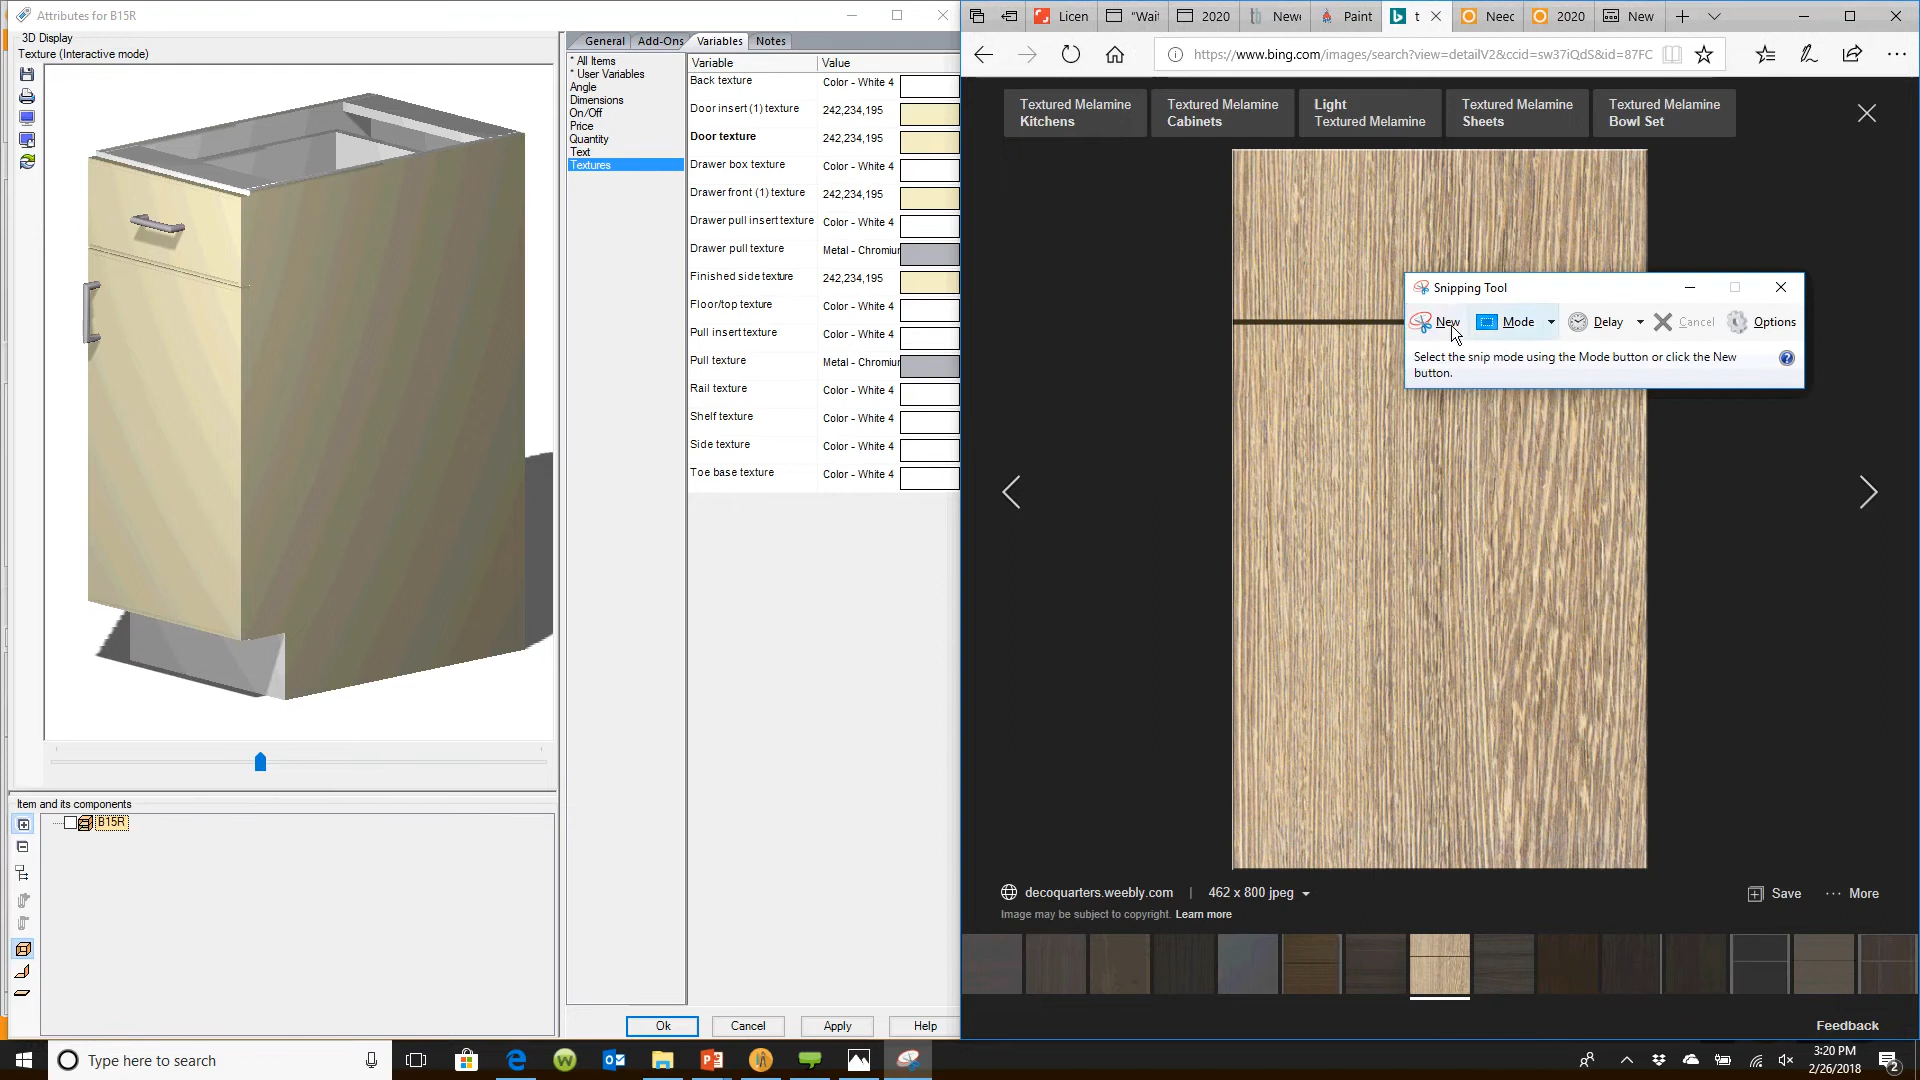 Attributes for B15R
3D Display
Texture (Interactive mode)
Item and its components
B15R
General
Add-Ons
Variables
Notes
* All Items
* User Variables
Angle
Dimensions
On/Off
Price
Quantity
Text
Textures
Variable Value
Back texture Color - White 4
Door insert (1) texture 242,234,195
Door texture 242,234,195
Drawer box texture Color - White 4
Drawer front (1) texture 242,234,195
Drawer pull insert texture Color - White 4
Drawer pull texture Metal - Chromiur
Finished side texture 242,234,195
Floor/top texture Color - White 4
Pull insert texture Color - White 4
Pull texture Metal - Chromiur
Rail texture Color - White 4
Shelf texture Color - White 4
Side texture Color - White 4
Toe base texture Color - White 4
Ok
Cancel
Apply
Help
Licen
"Wait
2020
Newe
Paint
t
Neec
2020
New
https://www.bing.com/images/search?view=detailV2&ccid=sw37iQdS&id=87FC
Textured Melamine
Kitchens
Textured Melamine
Cabinets
Light
Textured Melamine
Textured Melamine
Sheets
Textured Melamine
Bowl Set
Snipping Tool
New
Mode
Delay
Cancel
Options
Select the snip mode using the Mode button or click the New
button.
decoquarters.weebly.com | 462 x 800 jpeg
Image may be subject to copyright. Learn more
Save
More
Feedback
Type here to search
3:20 PM
2/26/2018
2